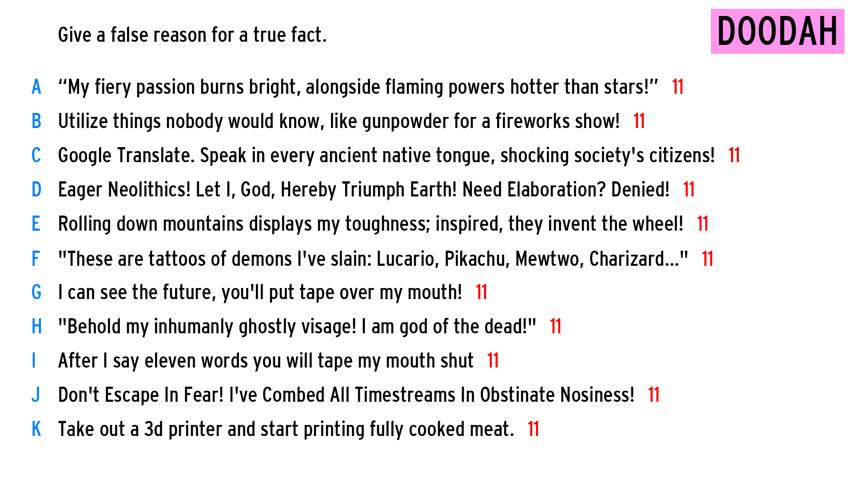 Give a false reason for a true fact.
DOODAH
A “My fiery passion burns bright, alongside flaming powers hotter than stars!” 11
B Utilize things nobody would know, like gunpowder for a fireworks show! 11
C Google Translate. Speak in every ancient native tongue, shocking society's citizens! 11
D Eager Neolithics! Let I, God, Hereby Triumph Earth! Need Elaboration? Denied! 11
E Rolling down mountains displays my toughness; inspired, they invent the wheel! 11
F "These are tattoos of demons I've slain: Lucario, Pikachu, Mewtwo, Charizard..." 11
G I can see the future, you'll put tape over my mouth! 11
H "Behold my inhumanly ghostly visage! I am god of the dead!" 11
I After I say eleven words you will tape my mouth shut 11
J Don't Escape In Fear! I've Combed All Timestreams In Obstinate Nosiness! 11
K Take out a 3d printer and start printing fully cooked meat. 11